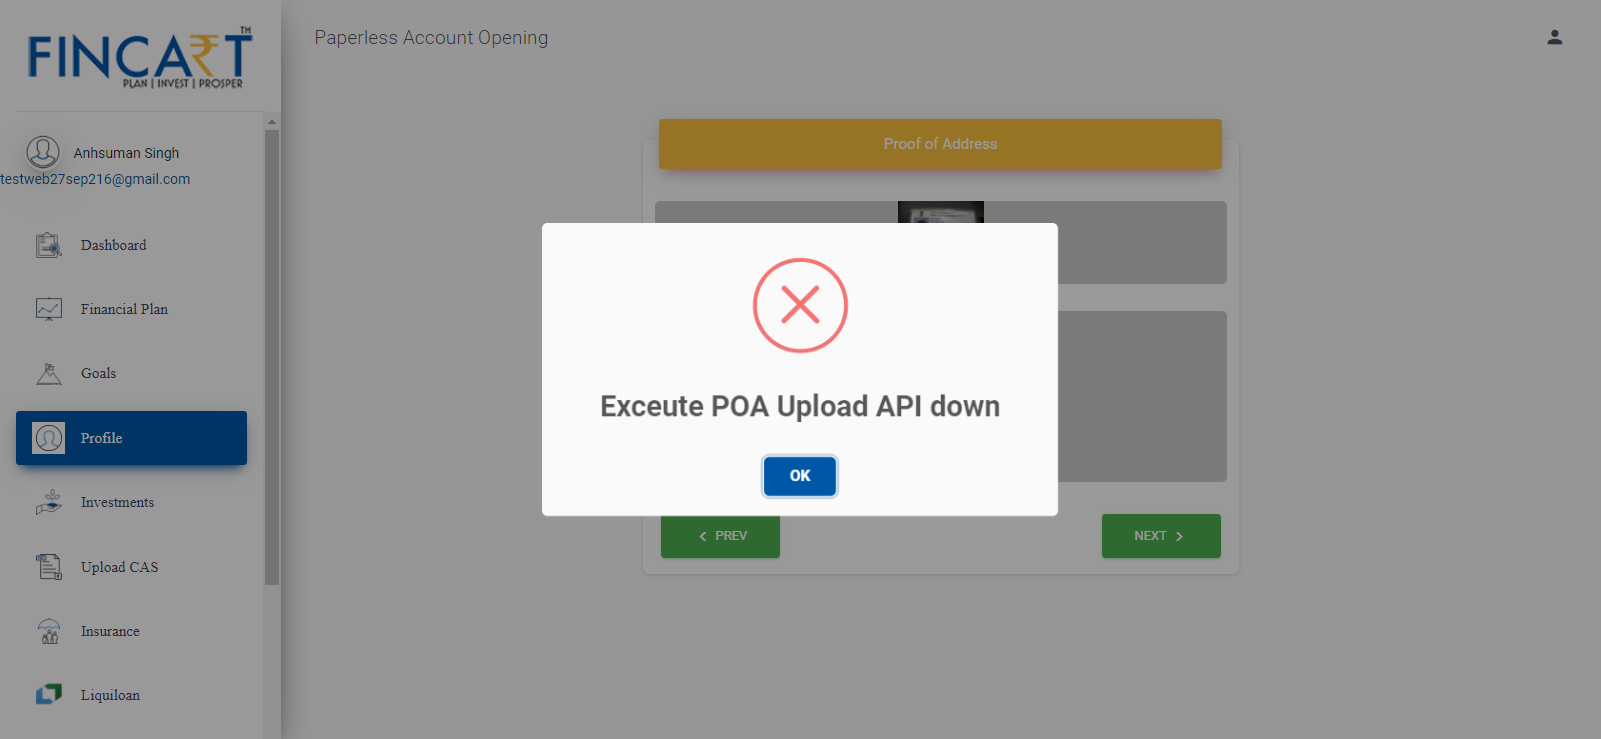 FINCART™
PLAN | INVEST | PROSPER
Paperless Account Opening
Anhsuman Singh
testweb27sep216@gmail.com
Dashboard
Financial Plan
Goals
Profile
Investments
Upload CAS
Insurance
Liquiloan
Proof of Address
Exceute POA Upload API down
OK
PREV
NEXT